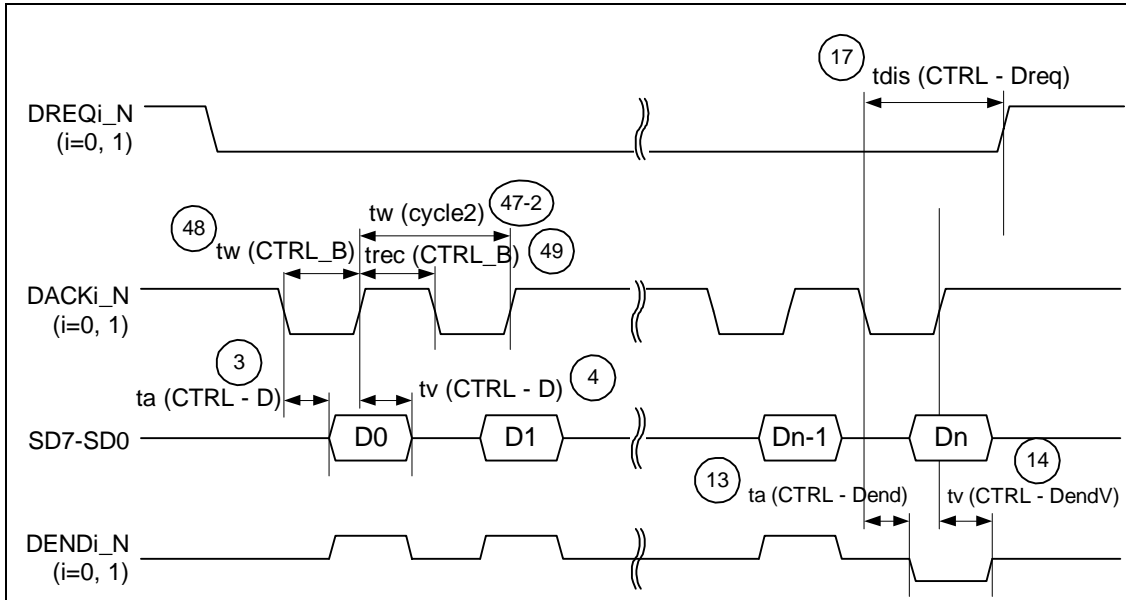 17
tdis (CTRL - Dreq)
DREQi_N
(i=0, 1)
48
tw (CTRL_B)
tw (cycle2)
47-2
trec (CTRL_B)
49
DACKi_N
(i=0, 1)
3
ta (CTRL - D)
tv (CTRL - D)
4
SD7-SD0
D0
D1
Dn-1
Dn
13
ta (CTRL - Dend)
14
tv (CTRL - DendV)
DENDi_N
(i=0, 1)